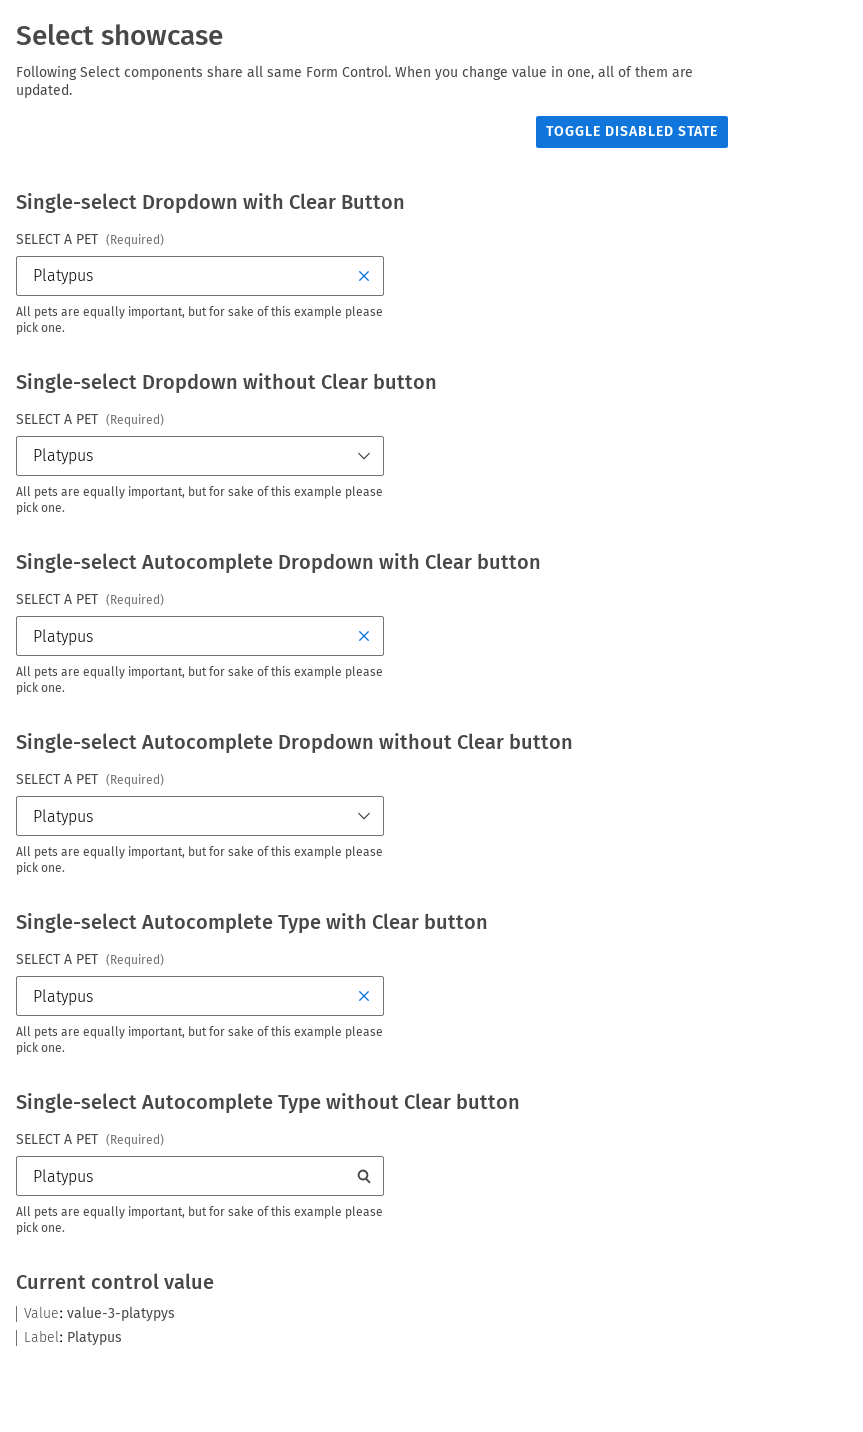 Select showcase
Following Select components share all same Form Control. When you change value in one, all of them are
updated.
TOGGLE DISABLED STATE
Single-select Dropdown with Clear Button
SELECT A PET (Required)
Platypus
All pets are equally important, but for sake of this example please
pick one.
Single-select Dropdown without Clear button
SELECT A PET (Required)
Platypus
All pets are equally important, but for sake of this example please
pick one.
Single-select Autocomplete Dropdown with Clear button
SELECT A PET (Required)
Platypus
All pets are equally important, but for sake of this example please
pick one.
Single-select Autocomplete Dropdown without Clear button
SELECT A PET (Required)
Platypus
All pets are equally important, but for sake of this example please
pick one.
Single-select Autocomplete Type with Clear button
SELECT A PET (Required)
Platypus
All pets are equally important, but for sake of this example please
pick one.
Single-select Autocomplete Type without Clear button
SELECT A PET (Required)
Platypus
All pets are equally important, but for sake of this example please
pick one.
Current control value
Value: value-3-platypys
Label: Platypus